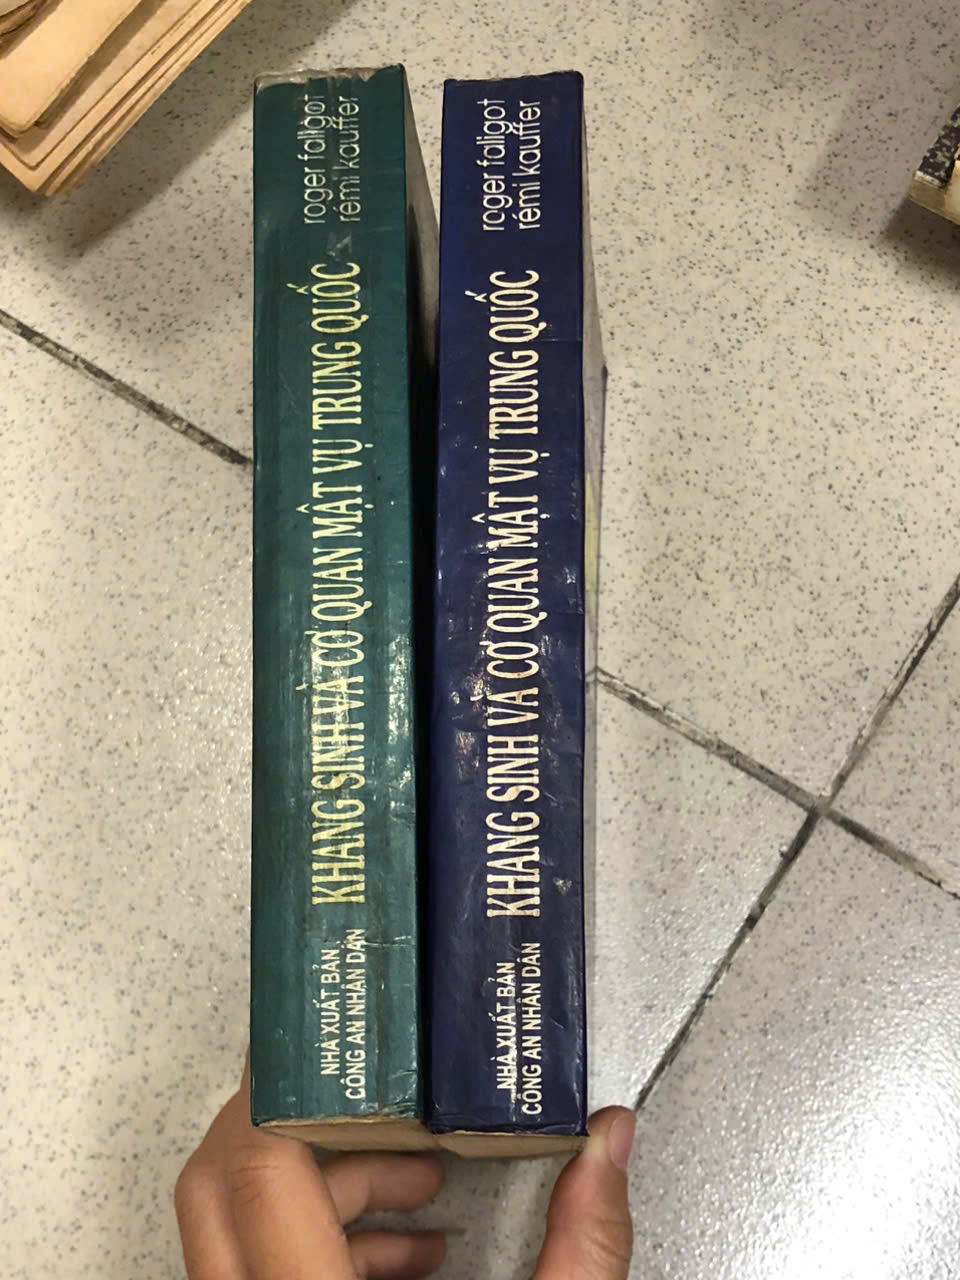 roger faligot
rémi kauffer
KHANG SINH VÀ CƠ QUAN MẬT VỤ TRUNG QUỐC
NHÀ XUẤT BẢN
CÔNG AN NHÂN DÂN
roger faligot
rémi kauffer
KHANG SINH VÀ CƠ QUAN MẬT VỤ TRUNG QUỐC
NHÀ XUẤT BẢN
CÔNG AN NHÂN DÂN